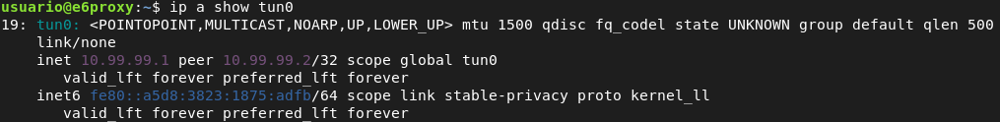 usuario@e6proxy:~$ ip a show tun0
19: tun0: <POINTOPOINT,MULTICAST,NOARP,UP,LOWER_UP> mtu 1500 qdisc fq_codel state UNKNOWN group default qlen 500
    link/none
    inet 10.99.99.1 peer 10.99.99.2/32 scope global tun0
       valid_lft forever preferred_lft forever
    inet6 fe80::a5d8:3823:1875:adfb/64 scope link stable-privacy proto kernel_ll
       valid_lft forever preferred_lft forever